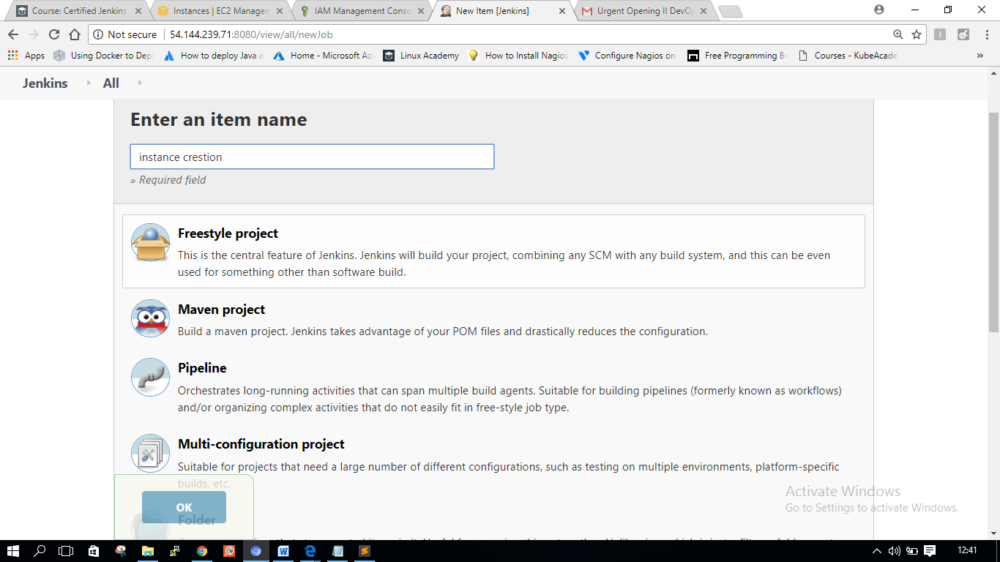 Course: Certified Jenkins
Instances | EC2 Managem
IAM Management Conso
New Item [Jenkins]
Urgent Opening II DevO
Not secure
54.144.239.71:8080/view/all/newJob
Apps
Using Docker to Depl
How to deploy Java a
Home - Microsoft Az
Linux Academy
How to Install Nagios
Configure Nagios on
Free Programming Bo
Courses - KubeAcade
»
Jenkins
All
Enter an item name
instance crestion
» Required field
Freestyle project
This is the central feature of Jenkins. Jenkins will build your project, combining any SCM with any build system, and this can be even
used for something other than software build.
Maven project
Build a maven project. Jenkins takes advantage of your POM files and drastically reduces the configuration.
Pipeline
Orchestrates long-running activities that can span multiple build agents. Suitable for building pipelines (formerly known as workflows)
and/or organizing complex activities that do not easily fit in free-style job type.
Multi-configuration project
Suitable for projects that need a large number of different configurations, such as testing on multiple environments, platform-specific
builds, etc.
OK
Folder
Activate Windows
Go to Settings to activate Windows.
12:41